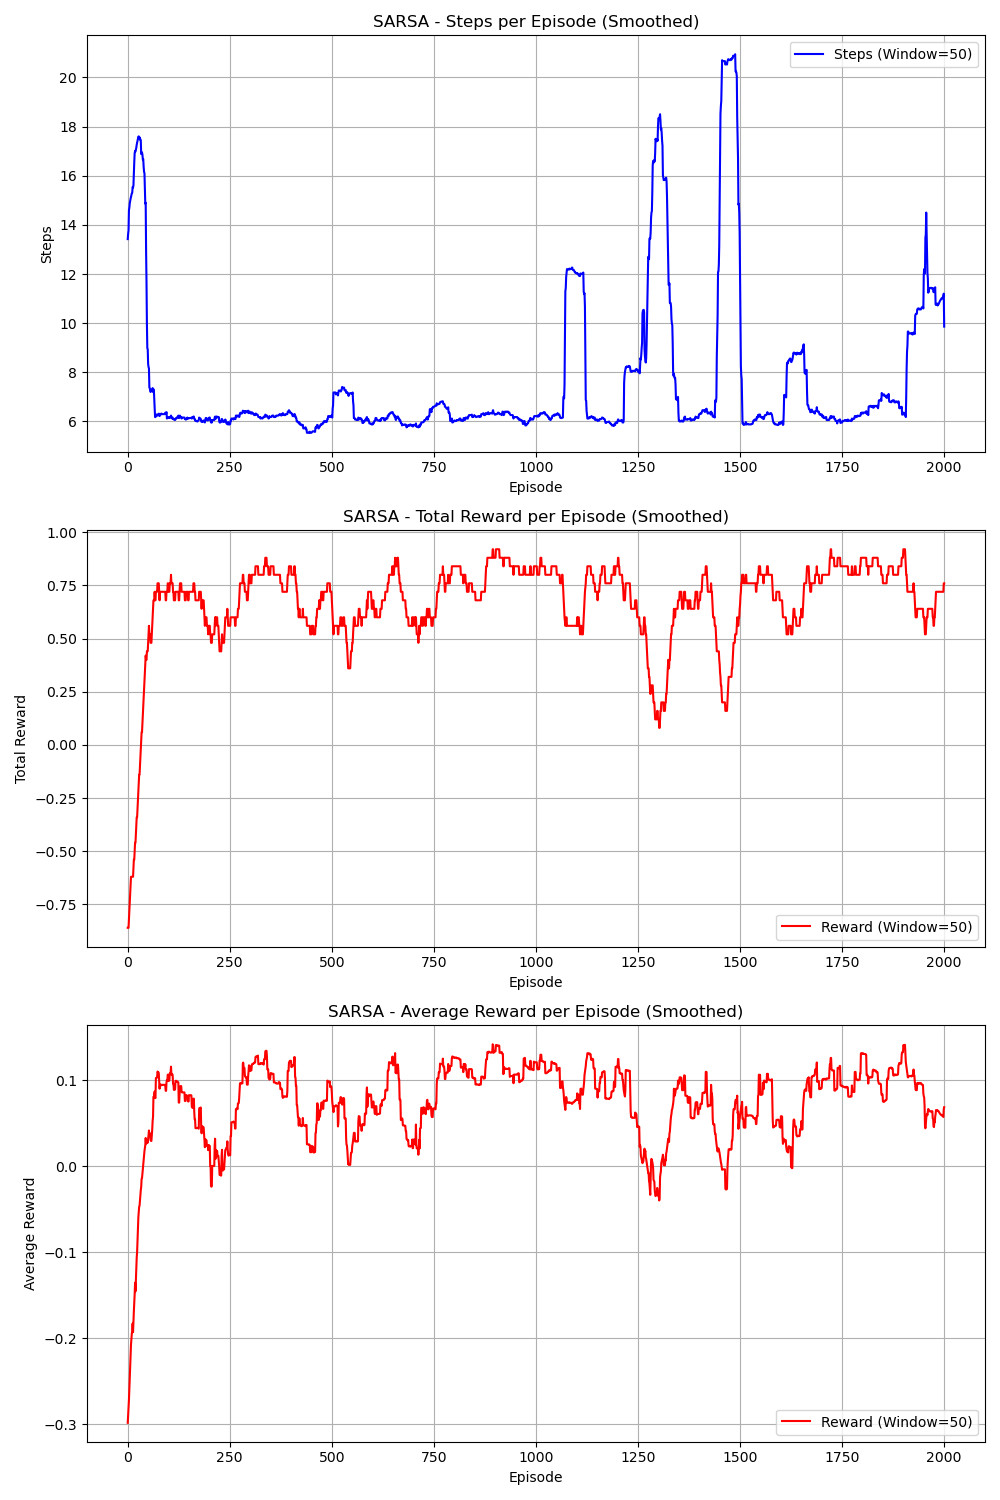 SARSA - Steps per Episode (Smoothed)
Steps (Window=50)
20
18
16
14
12
10
8
6
Steps
0 250 500 750 1000 1250 1500 1750 2000
Episode
SARSA - Total Reward per Episode (Smoothed)
1.00
0.75
0.50
0.25
0.00
−0.25
−0.50
−0.75
Total Reward
Reward (Window=50)
0 250 500 750 1000 1250 1500 1750 2000
Episode
SARSA - Average Reward per Episode (Smoothed)
0.1
0.0
−0.1
−0.2
−0.3
Average Reward
Reward (Window=50)
0 250 500 750 1000 1250 1500 1750 2000
Episode